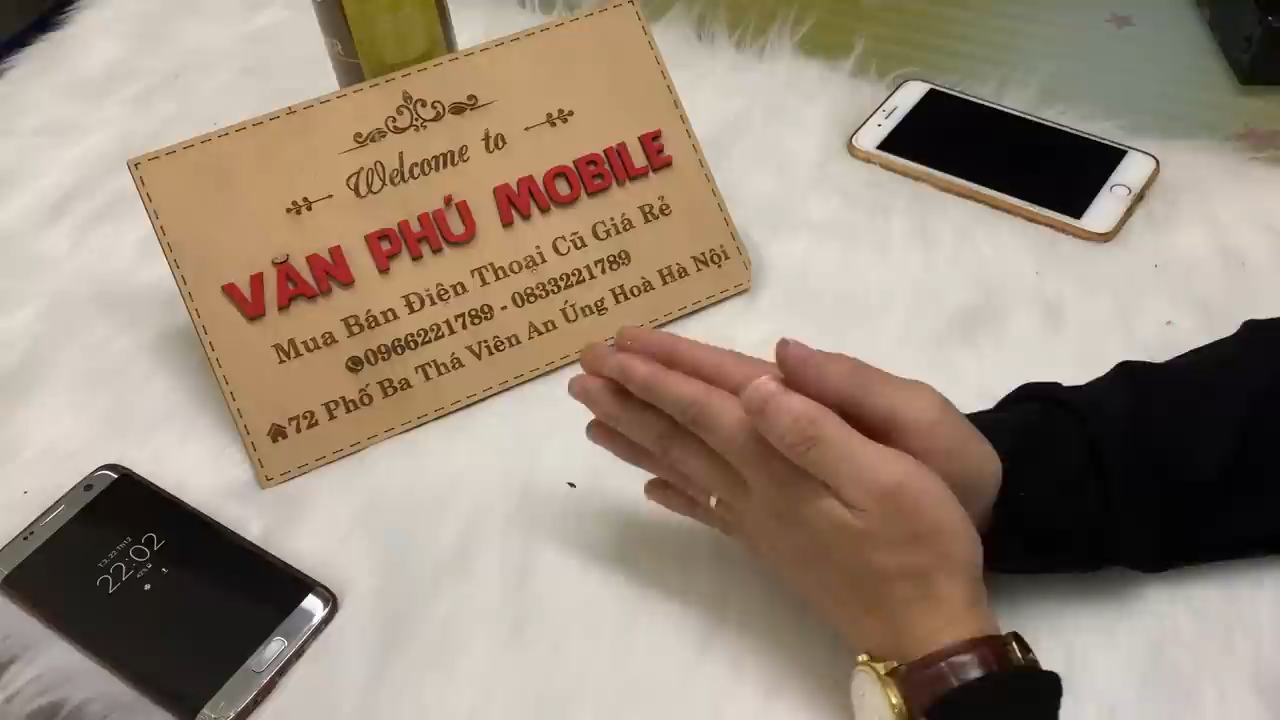 Welcome to
VĂN PHÚ MOBILE
Mua Bán Điện Thoại Cũ Giá Rẻ
0966221789 - 0833221789
72 Phố Ba Thá Viên An Ứng Hoà Hà Nội
22:02